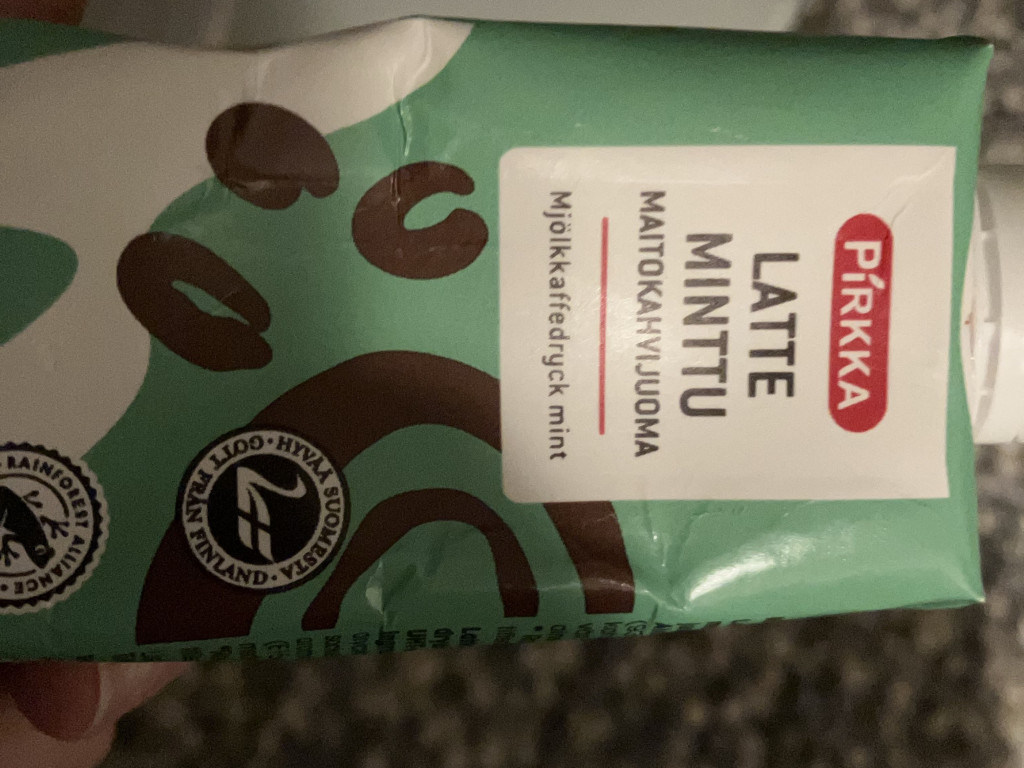 PIRKKA
LATTE
MINTTU
MAITOKAHVIJUOMA
Mjölkkaffedryck mint
HYVÄÄ SUOMESTA · GOTT FRÅN FINLAND ·
RAINFOREST ALLIANCE